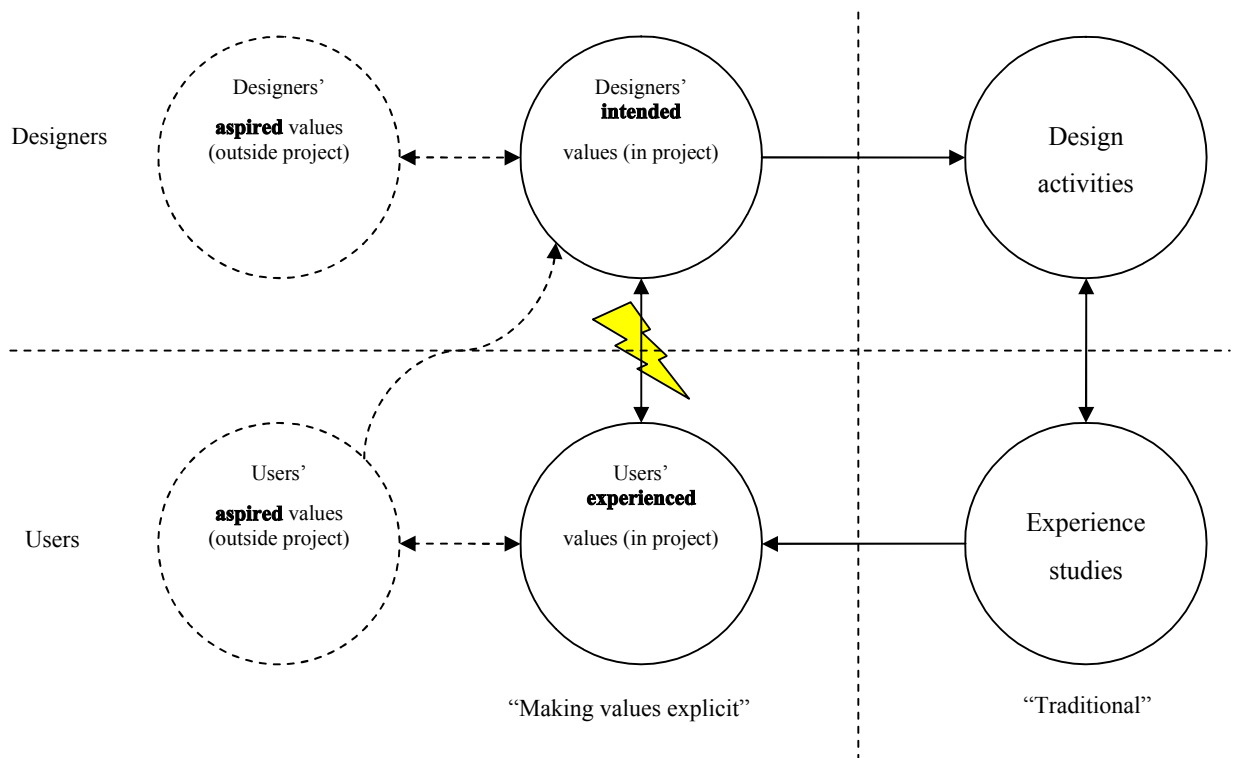 Designers
Designers’
aspired values
(outside project)
Designers’
intended
values (in project)
Design
activities
Users
Users’
aspired values
(outside project)
Users’
experienced
values (in project)
Experience
studies
“Making values explicit”
“Traditional”